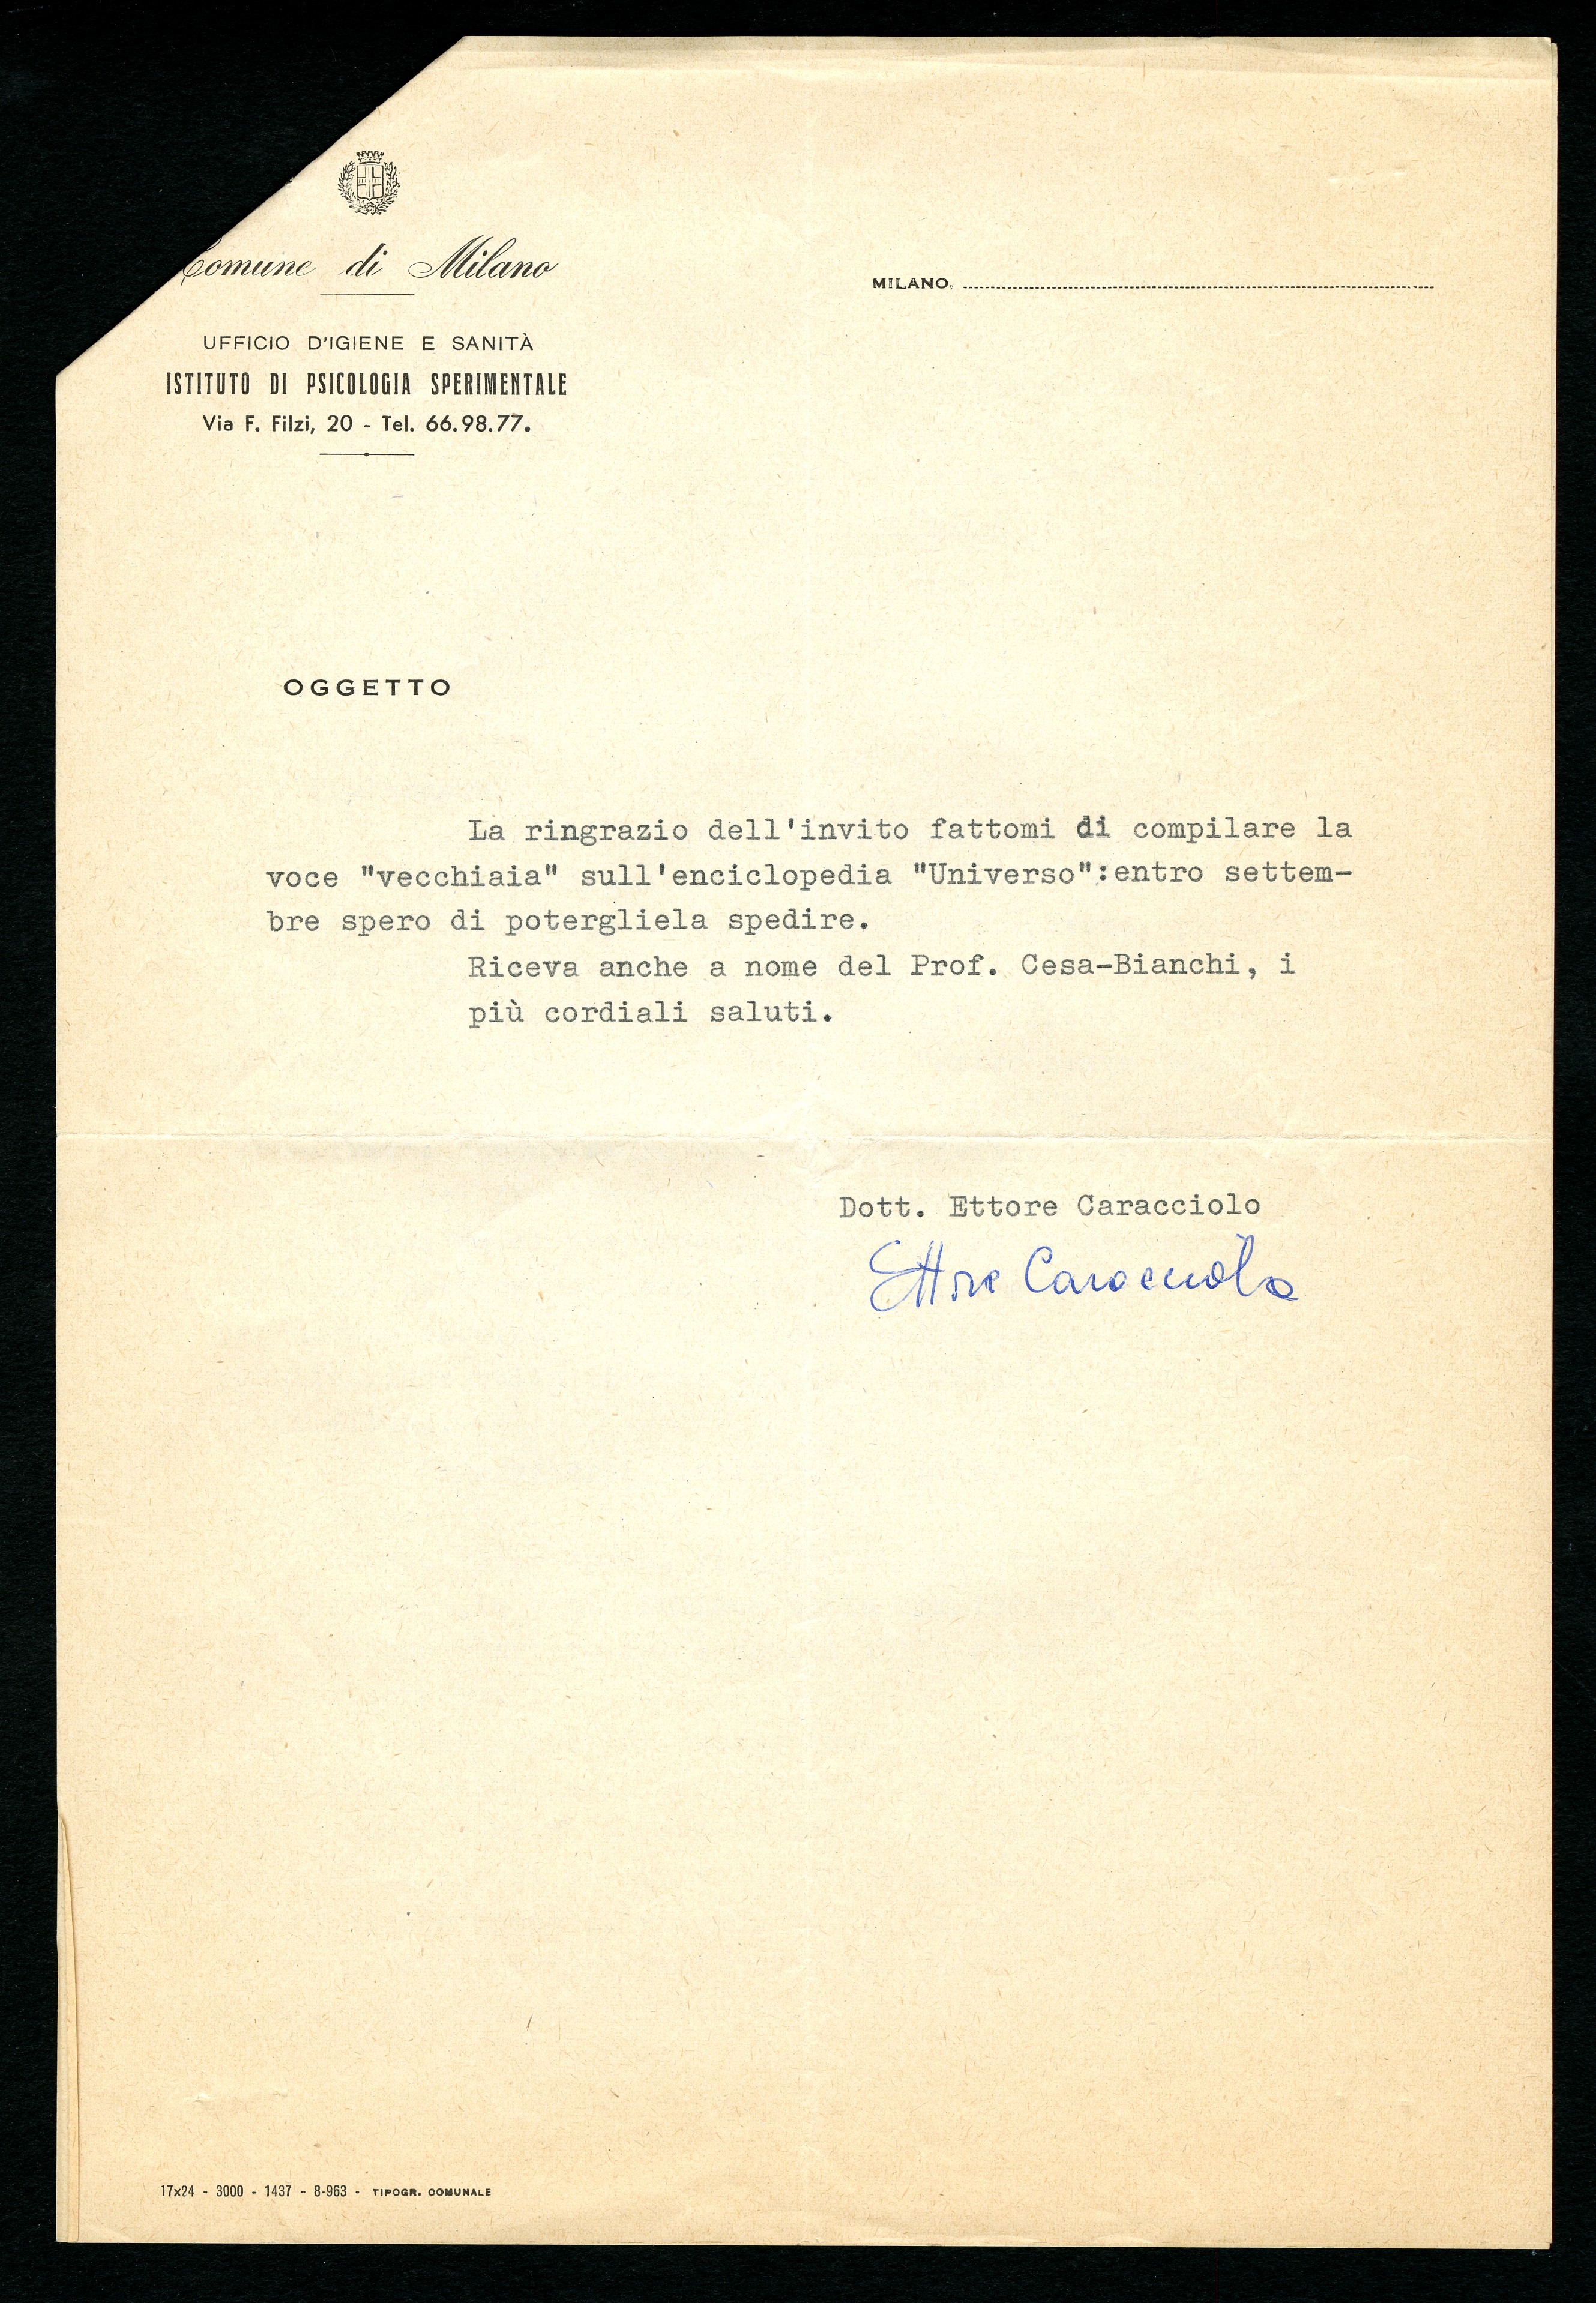 Comune di Milano
MILANO,
UFFICIO D'IGIENE E SANITÀ
ISTITUTO DI PSICOLOGIA SPERIMENTALE
Via F. Filzi, 20 - Tel. 66.98.77.
OGGETTO
La ringrazio dell'invito fattomi di compilare la
voce "vecchiaia" sull'enciclopedia "Universo":entro settem-
bre spero di potergliela spedire.
Riceva anche a nome del Prof. Cesa-Bianchi, i
più cordiali saluti.
Dott. Ettore Caracciolo
Ettore Caracciolo
17x24 - 3000 - 1437 - 8-963 - TIPOGR. COMUNALE